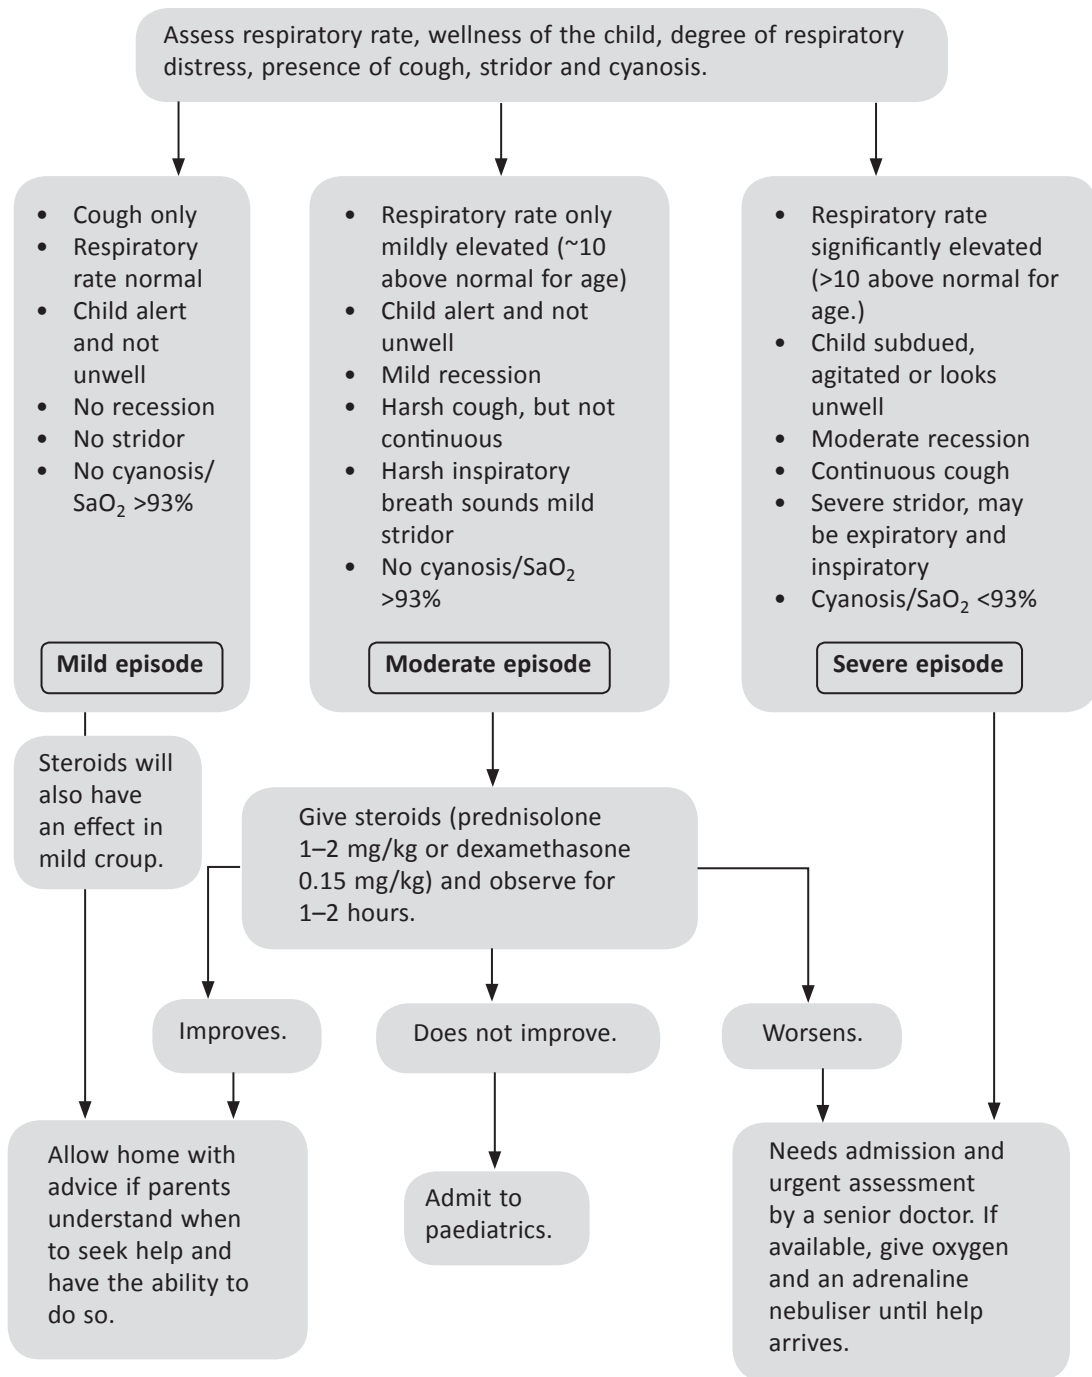 Assess respiratory rate, wellness of the child, degree of respiratory
distress, presence of cough, stridor and cyanosis.
• Cough only
• Respiratory
rate normal
• Child alert
and not
unwell
• No recession
• No stridor
• No cyanosis/
SaO₂ >93%
Mild episode
• Respiratory rate only
mildly elevated (~10
above normal for age)
• Child alert and not
unwell
• Mild recession
• Harsh cough, but not
continuous
• Harsh inspiratory
breath sounds mild
stridor
• No cyanosis/SaO₂
>93%
Moderate episode
• Respiratory rate
significantly elevated
(>10 above normal for
age.)
• Child subdued,
agitated or looks
unwell
• Moderate recession
• Continuous cough
• Severe stridor, may
be expiratory and
inspiratory
• Cyanosis/SaO₂ <93%
Severe episode
Steroids will
also have
an effect in
mild croup.
Give steroids (prednisolone
1–2 mg/kg or dexamethasone
0.15 mg/kg) and observe for
1–2 hours.
Improves.
Does not improve.
Worsens.
Allow home with
advice if parents
understand when
to seek help and
have the ability to
do so.
Admit to
paediatrics.
Needs admission and
urgent assessment
by a senior doctor. If
available, give oxygen
and an adrenaline
nebuliser until help
arrives.